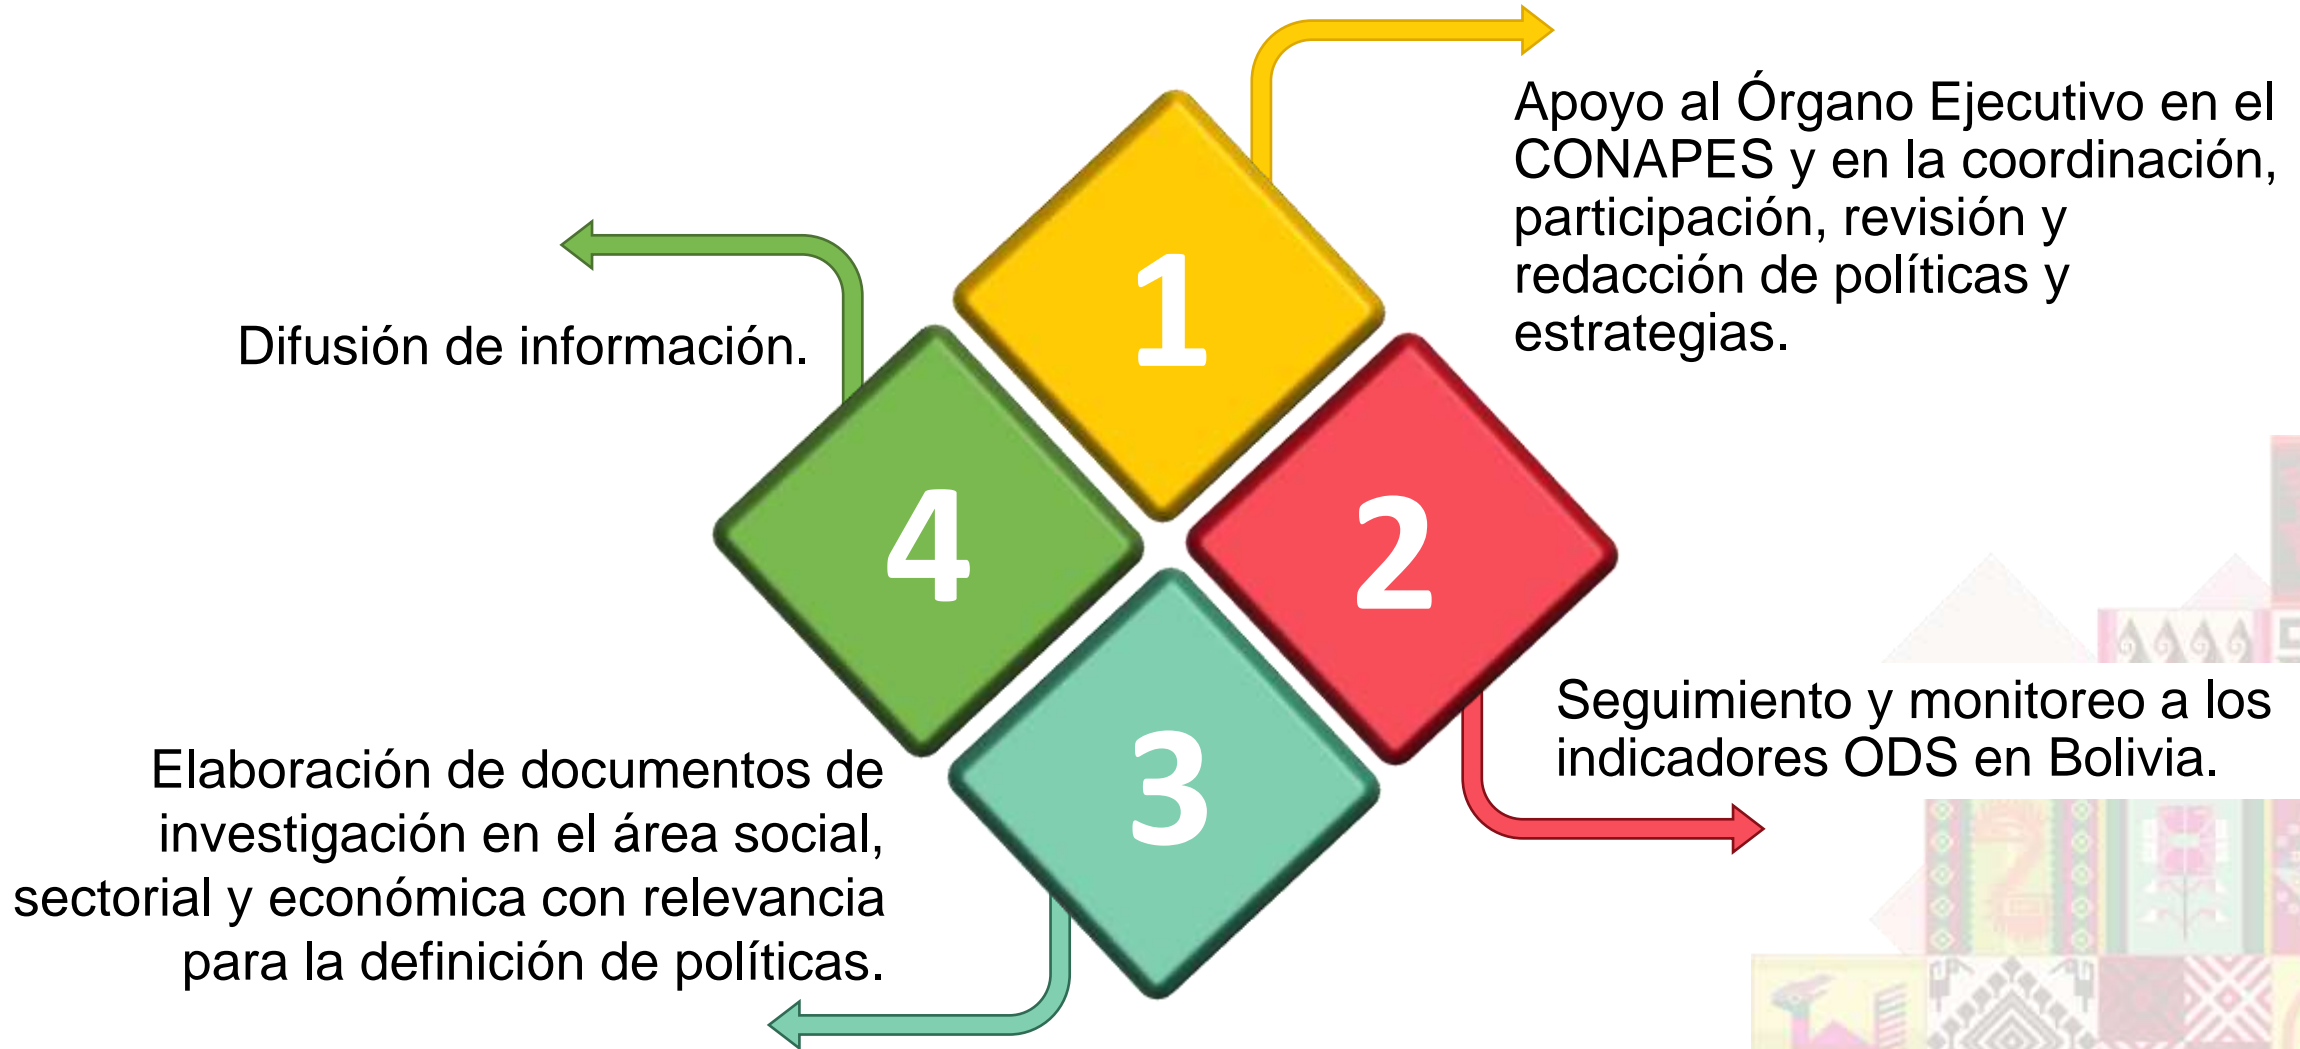 1
Apoyo al Órgano Ejecutivo en el
CONAPES y en la coordinación,
participación, revisión y
redacción de políticas y
estrategias.
2
Seguimiento y monitoreo a los
indicadores ODS en Bolivia.
3
Elaboración de documentos de
investigación en el área social,
sectorial y económica con relevancia
para la definición de políticas.
4
Difusión de información.